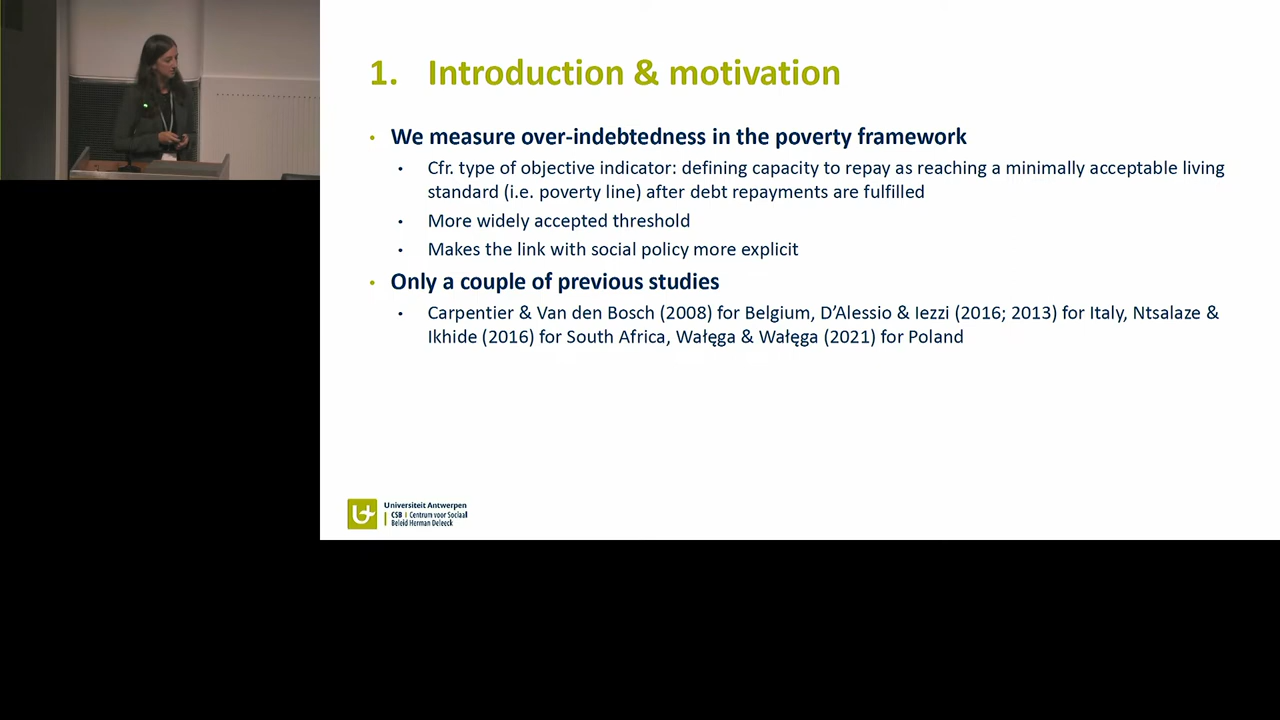 1. Introduction & motivation
• We measure over-indebtedness in the poverty framework
• Cfr. type of objective indicator: defining capacity to repay as reaching a minimally acceptable living
standard (i.e. poverty line) after debt repayments are fulfilled
• More widely accepted threshold
• Makes the link with social policy more explicit
• Only a couple of previous studies
• Carpentier & Van den Bosch (2008) for Belgium, D’Alessio & Iezzi (2016; 2013) for Italy, Ntsalaze &
Ikhide (2016) for South Africa, Wałęga & Wałęga (2021) for Poland
Universiteit Antwerpen
CSB | Centrum voor Sociaal
Beleid Herman Deleeck